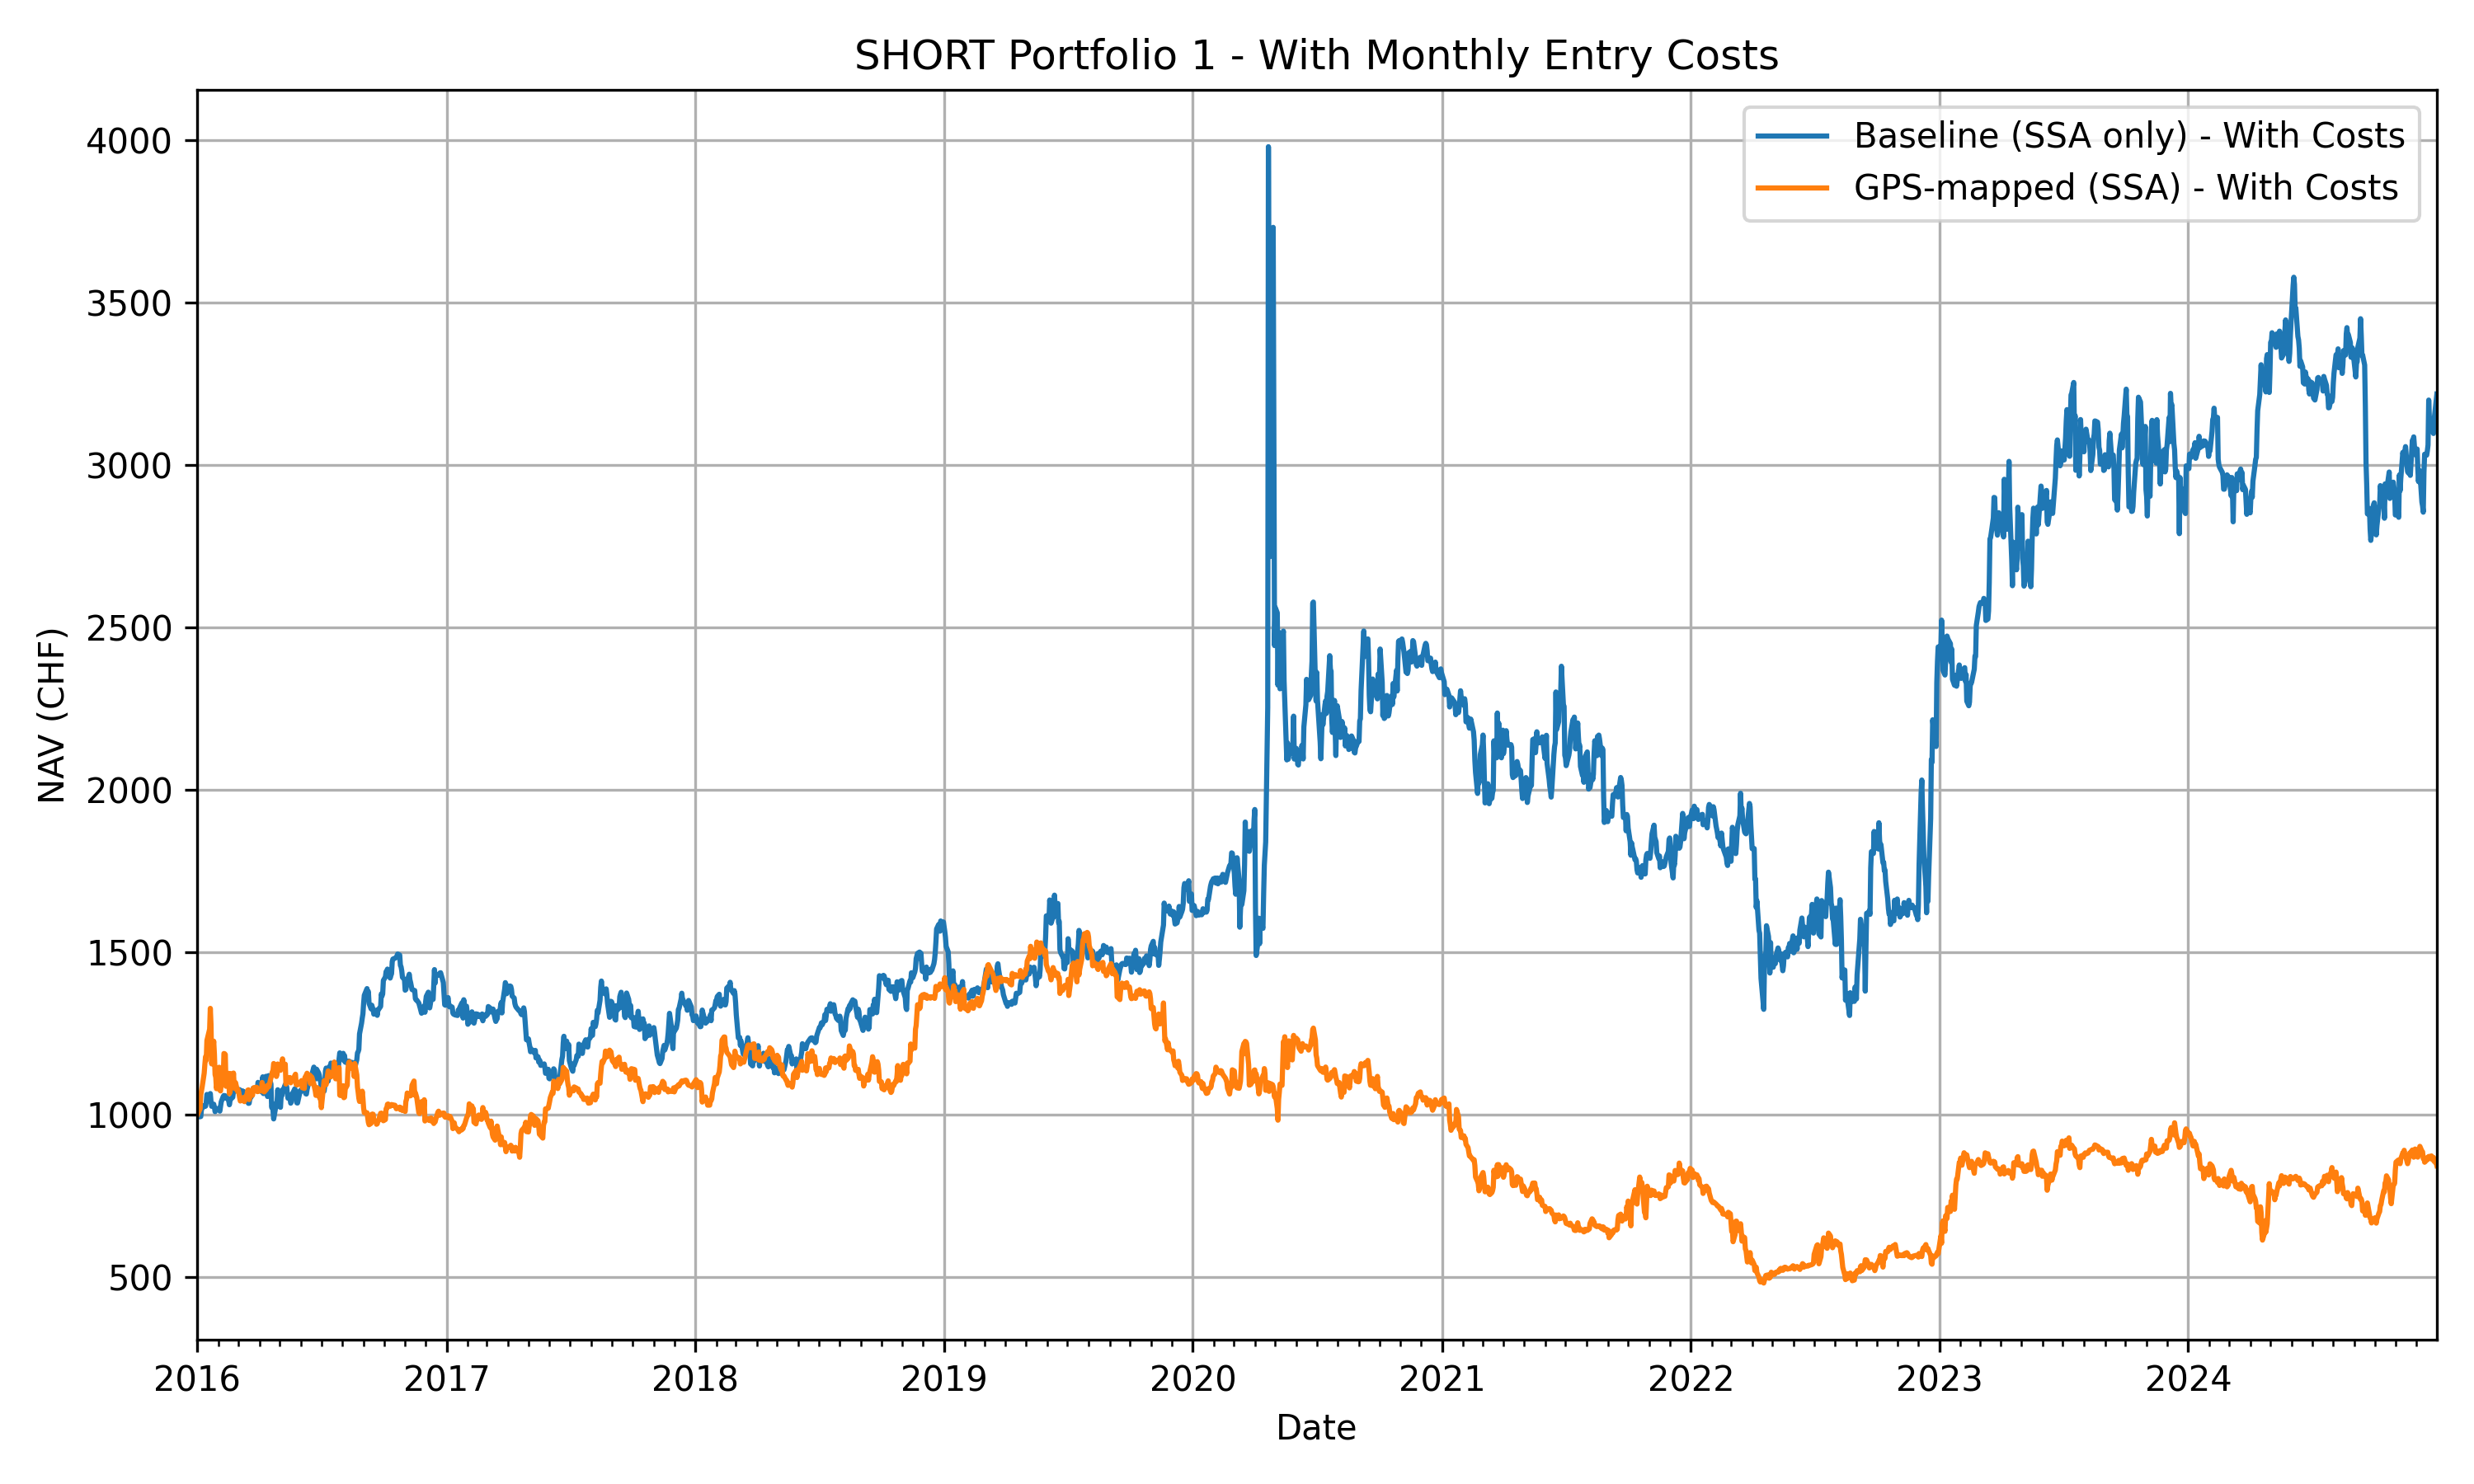 SHORT Portfolio 1 - With Monthly Entry Costs
Baseline (SSA only) - With Costs
GPS-mapped (SSA) - With Costs
NAV (CHF)
4000
3500
3000
2500
2000
1500
1000
500
2016 2017 2018 2019 2020 2021 2022 2023 2024
Date